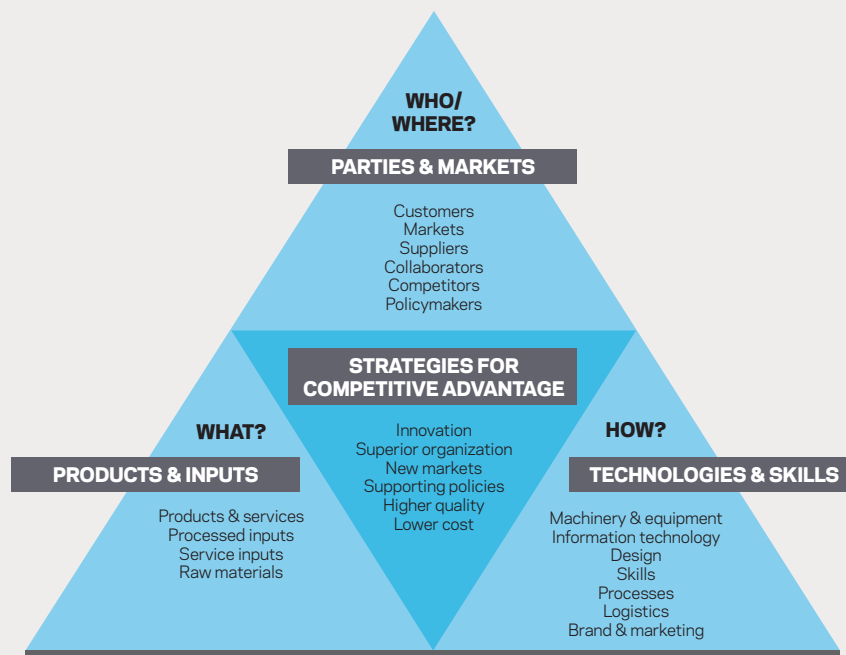 WHO/
WHERE?
PARTIES & MARKETS
Customers
Markets
Suppliers
Collaborators
Competitors
Policymakers
STRATEGIES FOR
COMPETITIVE ADVANTAGE
Innovation
Superior organization
New markets
Supporting policies
Higher quality
Lower cost
WHAT?
PRODUCTS & INPUTS
Products & services
Processed inputs
Service inputs
Raw materials
HOW?
TECHNOLOGIES & SKILLS
Machinery & equipment
Information technology
Design
Skills
Processes
Logistics
Brand & marketing